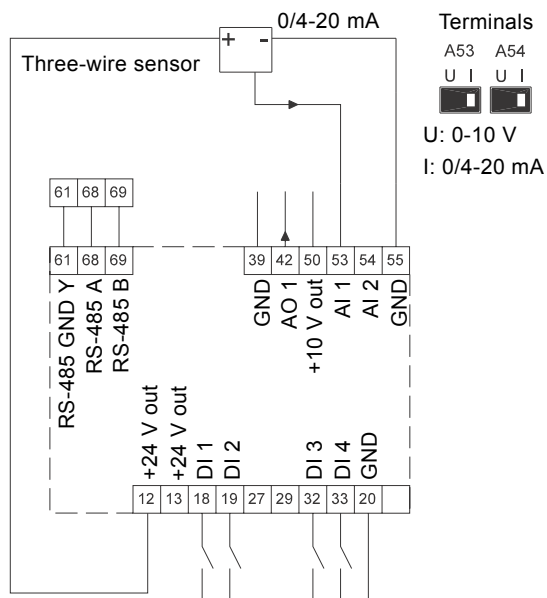 0/4-20 mA
+ -
Three-wire sensor
Terminals
A53 A54
U I U I
U: 0-10 V
I: 0/4-20 mA
61 68 69
61 68 69
39 42 50 53 54 55
RS-485 GND Y
RS-485 A
RS-485 B
GND
AO 1
+10 V out
AI 1
AI 2
GND
+24 V out
+24 V out
DI 1
DI 2
DI 3
DI 4
GND
12 13 18 19 27 29 32 33 20